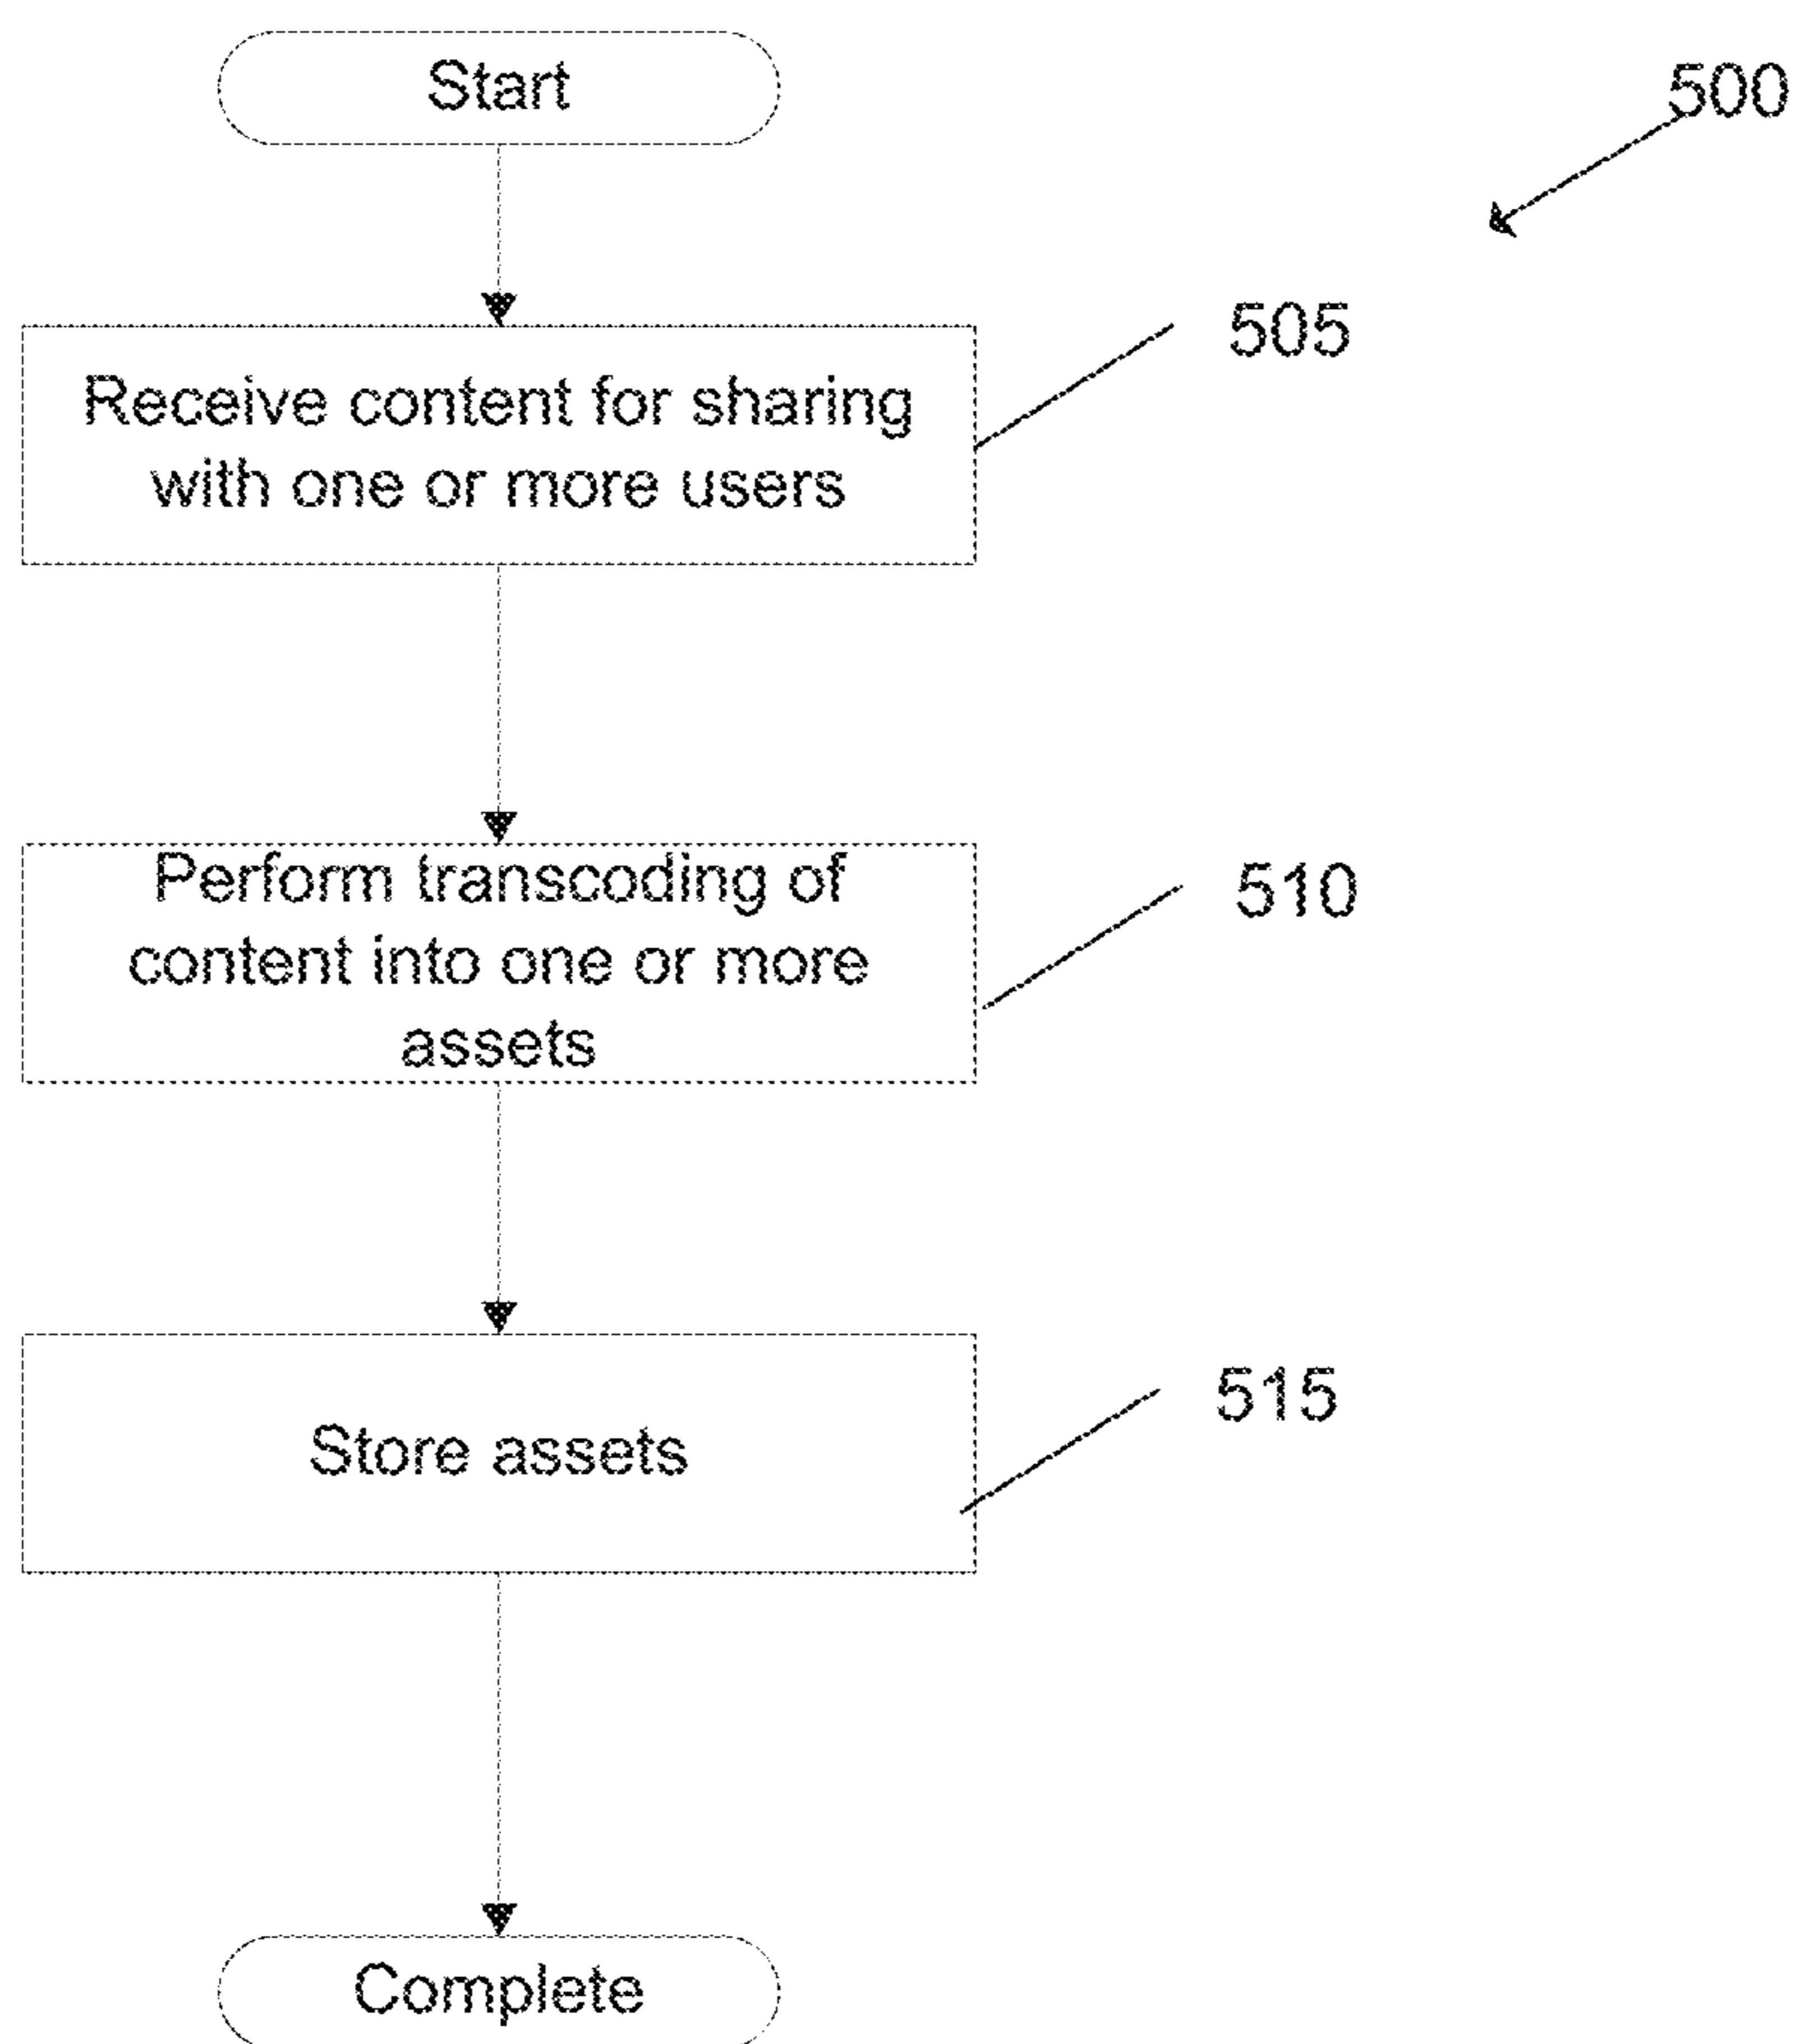 Start
500
505
Receive content for sharing
with one or more users
510
Perform transcoding of
content into one or more
assets
515
Store assets
Complete